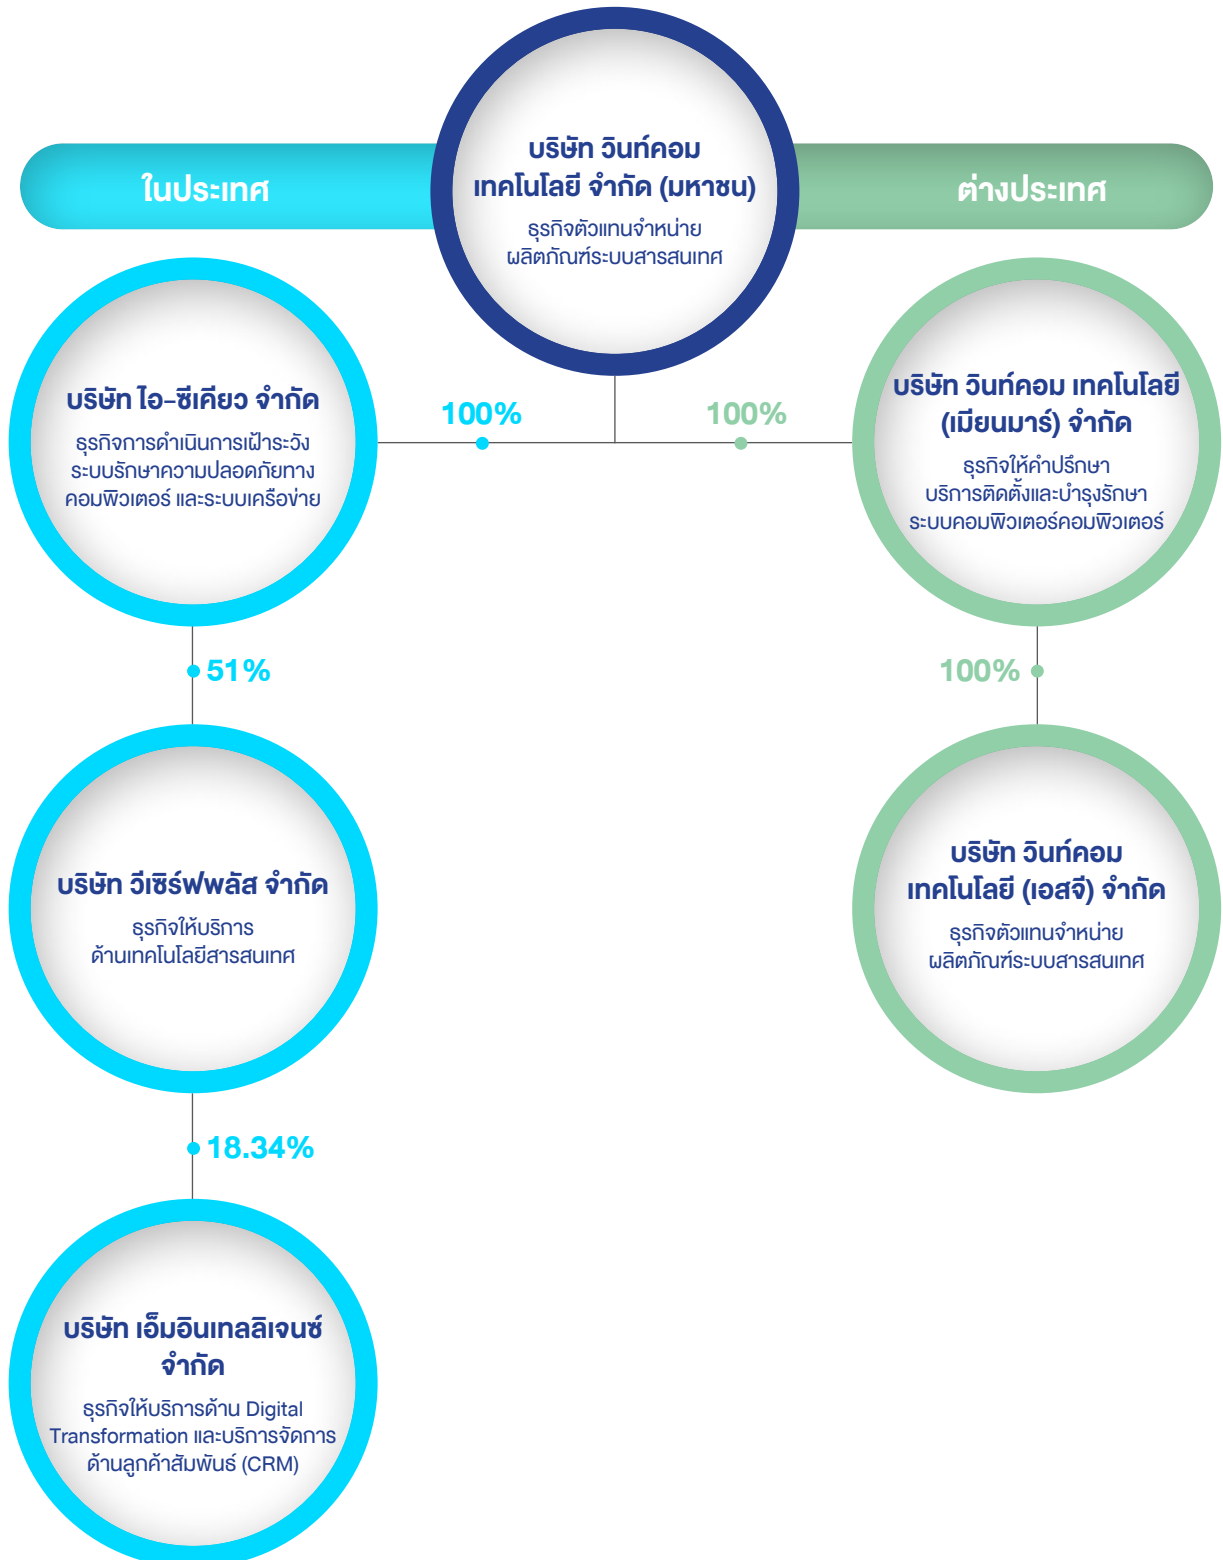 บริษัท วินท์คอม
เทคโนโลยี จำกัด (มหาชน)
ธุรกิจตัวแทนจำหน่าย
ผลิตภัณฑ์ระบบสารสนเทศ
ในประเทศ
ต่างประเทศ
บริษัท ไอ-ซีเคียว จำกัด
ธุรกิจการดำเนินการเฝ้าระวัง
ระบบรักษาความปลอดภัยทาง
คอมพิวเตอร์ และระบบเครือข่าย
100%
100%
บริษัท วินท์คอม เทคโนโลยี
(เมียนมาร์) จำกัด
ธุรกิจให้คำปรึกษา
บริการติดตั้งและบำรุงรักษา
ระบบคอมพิวเตอร์คอมพิวเตอร์
51%
100%
บริษัท วีเซิร์ฟพลัส จำกัด
ธุรกิจให้บริการ
ด้านเทคโนโลยีสารสนเทศ
บริษัท วินท์คอม
เทคโนโลยี (เอสจี) จำกัด
ธุรกิจตัวแทนจำหน่าย
ผลิตภัณฑ์ระบบสารสนเทศ
18.34%
บริษัท เอ็มอินเทลลิเจนซ์
จำกัด
ธุรกิจให้บริการด้าน Digital
Transformation และบริการจัดการ
ด้านลูกค้าสัมพันธ์ (CRM)